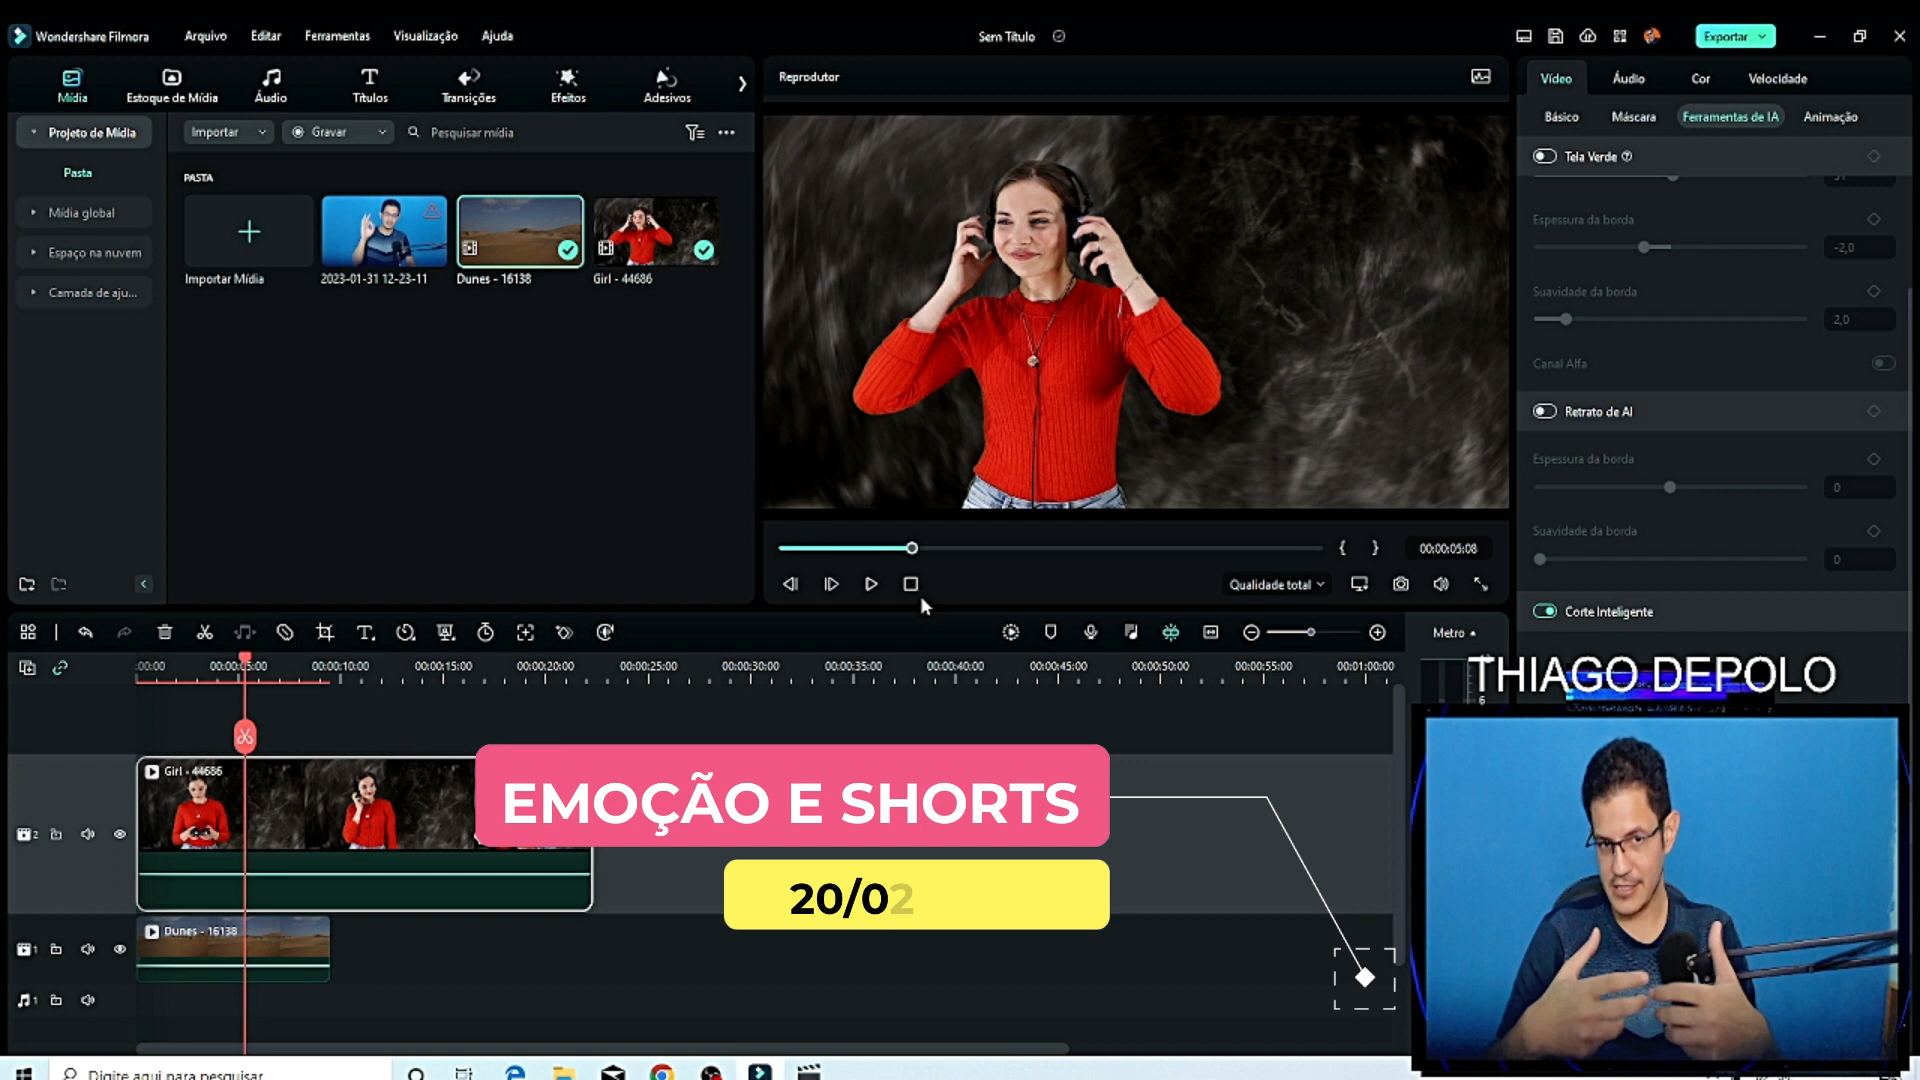 Wondershare Filmora
Arquivo Editar Ferramentas Visualização Ajuda
Sem Título
Exportar
Mídia Estoque de Mídia Áudio Títulos Transições Efeitos Adesivos
Projeto de Mídia
Pasta
Mídia global
Espaço na nuvem
Camada de aju...
Importar Gravar Pesquisar mídia
PASTA
Importar Mídia 2023-01-31 12-23-11 Dunes - 16138 Girl - 44686
Reprodutor
00:00:05:08
Qualidade total
Vídeo Áudio Cor Velocidade
Básico Máscara Ferramentas de IA Animação
Tela Verde
Espessura da borda
-2,0
Suavidade da borda
2,0
Canal Alfa
Retrato de AI
Espessura da borda
0
Suavidade da borda
0
Corte Inteligente
Metro
:00:00 00:00:05:00 00:00:10:00 00:00:15:00 00:00:20:00 00:00:25:00 00:00:30:00 00:00:35:00 00:00:40:00 00:00:45:00 00:00:50:00 00:00:55:00 00:01:00:00
6
THIAGO DEPOLO
Girl - 44686
2
EMOÇÃO E SHORTS
20/02
Dunes - 16138
1
1
Digite aqui para pesquisar